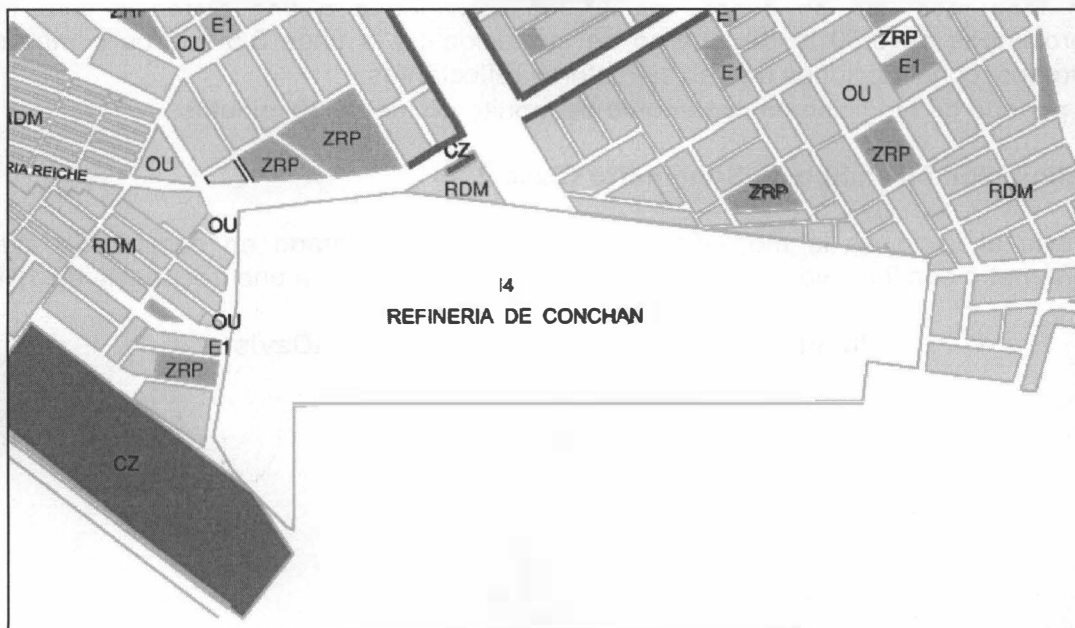 ZRP
E1
OU
E1
ZRP
E1
OU
RDM
OU
RIA REICHE
ZRP
ZRP
CZ
RDM
ZRP
ZRP
RDM
OU
RDM
I4
REFINERIA DE CONCHAN
OU
E1
ZRP
CZ